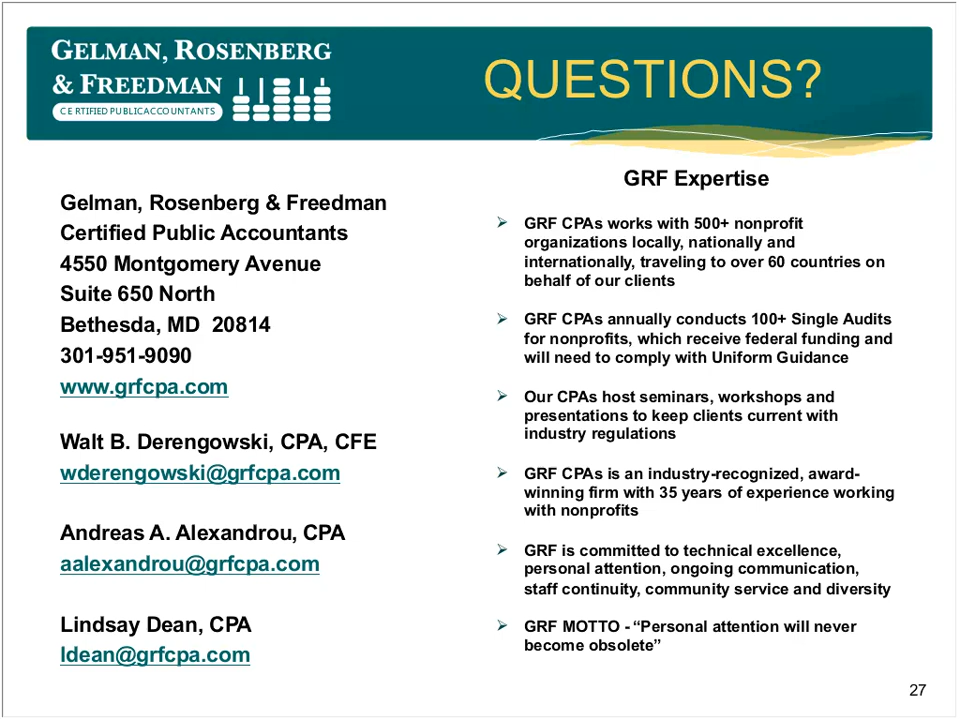 GELMAN, ROSENBERG
& FREEDMAN
CERTIFIED PUBLIC ACCOUNTANTS
QUESTIONS?
Gelman, Rosenberg & Freedman
Certified Public Accountants
4550 Montgomery Avenue
Suite 650 North
Bethesda, MD  20814
301-951-9090
www.grfcpa.com
Walt B. Derengowski, CPA, CFE
wderengowski@grfcpa.com
Andreas A. Alexandrou, CPA
aalexandrou@grfcpa.com
Lindsay Dean, CPA
ldean@grfcpa.com
GRF Expertise
GRF CPAs works with 500+ nonprofit
organizations locally, nationally and
internationally, traveling to over 60 countries on
behalf of our clients
GRF CPAs annually conducts 100+ Single Audits
for nonprofits, which receive federal funding and
will need to comply with Uniform Guidance
Our CPAs host seminars, workshops and
presentations to keep clients current with
industry regulations
GRF CPAs is an industry-recognized, award-
winning firm with 35 years of experience working
with nonprofits
GRF is committed to technical excellence,
personal attention, ongoing communication,
staff continuity, community service and diversity
GRF MOTTO - “Personal attention will never
become obsolete”
27